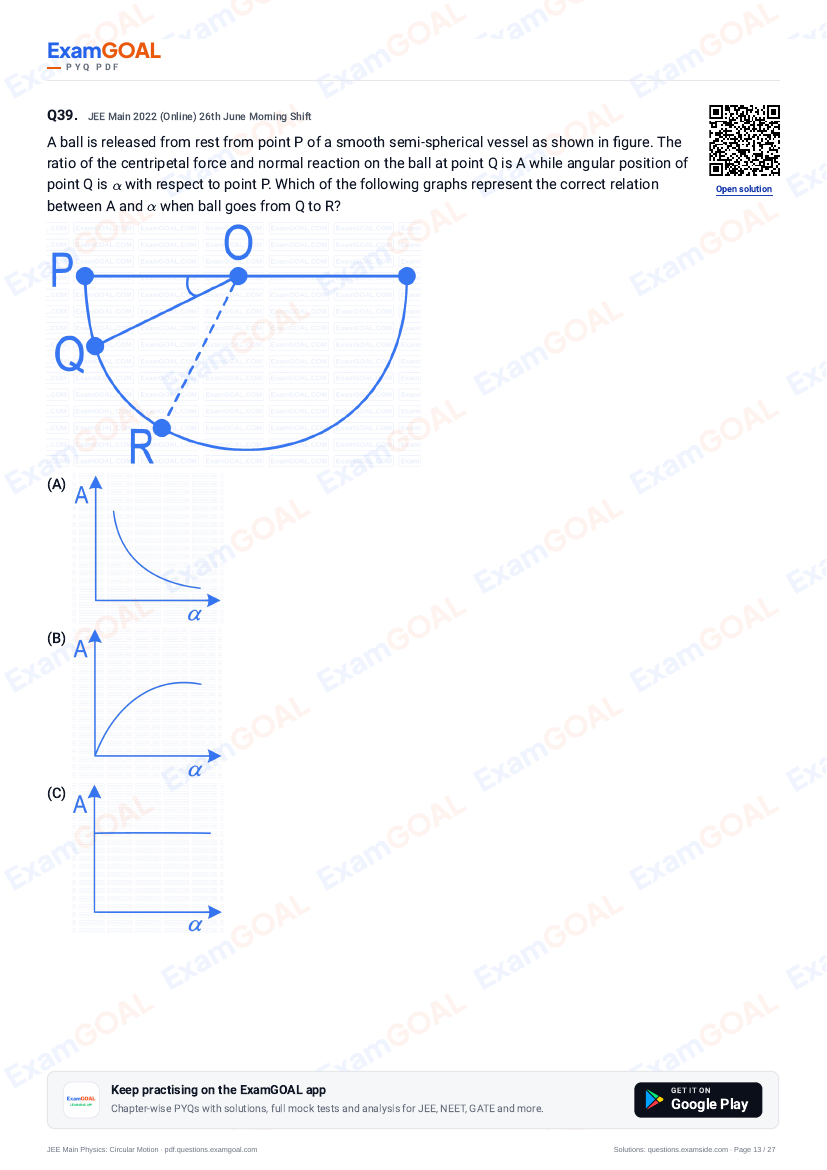 ExamGOAL
PYQ PDF
Q39. JEE Main 2022 (Online) 26th June Morning Shift
A ball is released from rest from point P of a smooth semi-spherical vessel as shown in figure. The
ratio of the centripetal force and normal reaction on the ball at point Q is A while angular position of
point Q is α with respect to point P. Which of the following graphs represent the correct relation
between A and α when ball goes from Q to R?
Open solution
O
P
Q
R
(A)
A
α
(B)
A
α
(C)
A
α
Keep practising on the ExamGOAL app
Chapter-wise PYQs with solutions, full mock tests and analysis for JEE, NEET, GATE and more.
GET IT ON
Google Play
JEE Main Physics: Circular Motion · pdf.questions.examgoal.com
Solutions: questions.examside.com · Page 13 / 27